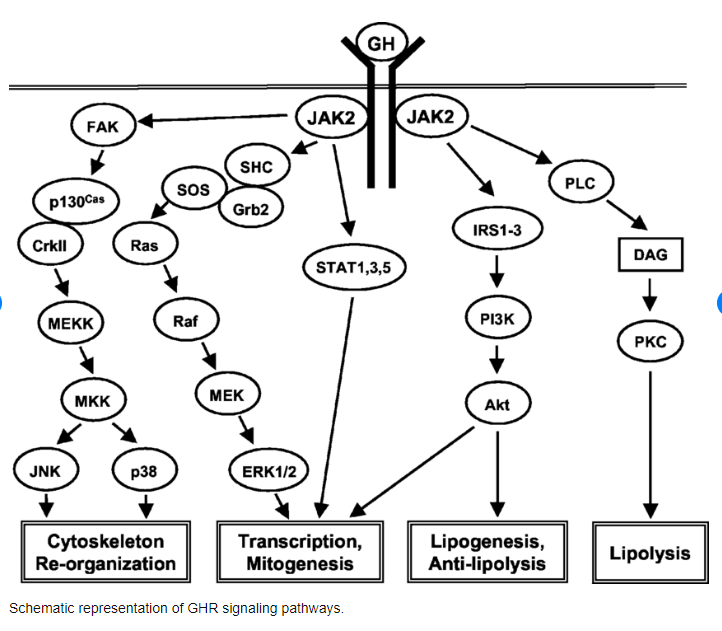 GH
JAK2
JAK2
FAK
SHC
SOS
Grb2
PLC
p130Cas
CrkII
Ras
IRS1-3
DAG
STAT1,3,5
MEKK
Raf
PI3K
PKC
MKK
MEK
Akt
JNK
p38
ERK1/2
Cytoskeleton
Re-organization
Transcription,
Mitogenesis
Lipogenesis,
Anti-lipolysis
Lipolysis
Schematic representation of GHR signaling pathways.